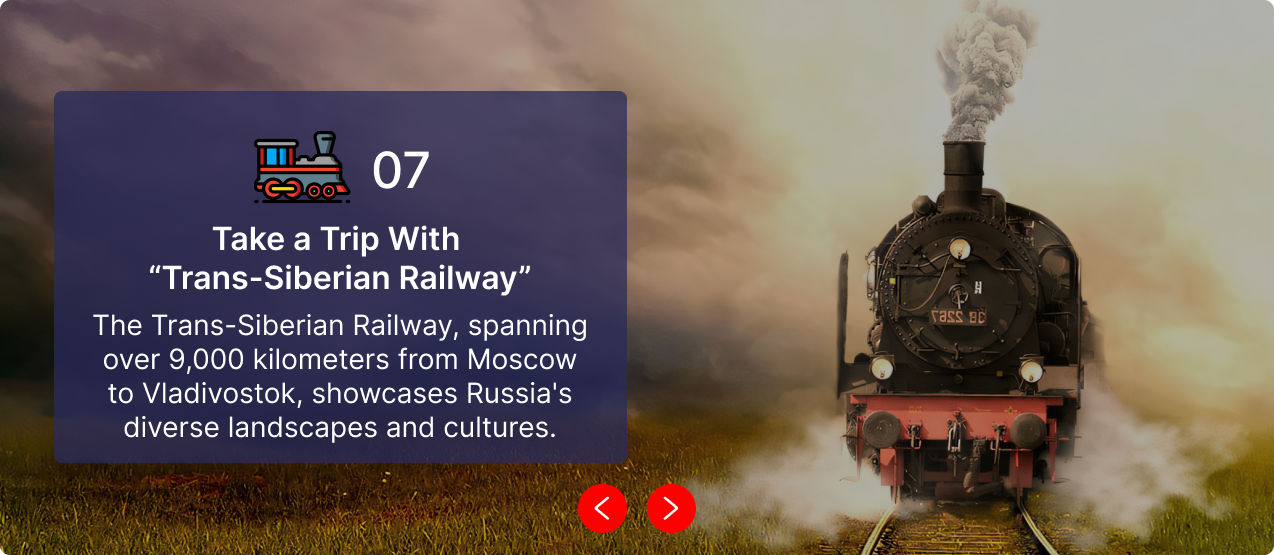 07
Take a Trip With
“Trans-Siberian Railway”
The Trans-Siberian Railway, spanning
over 9,000 kilometers from Moscow
to Vladivostok, showcases Russia's
diverse landscapes and cultures.